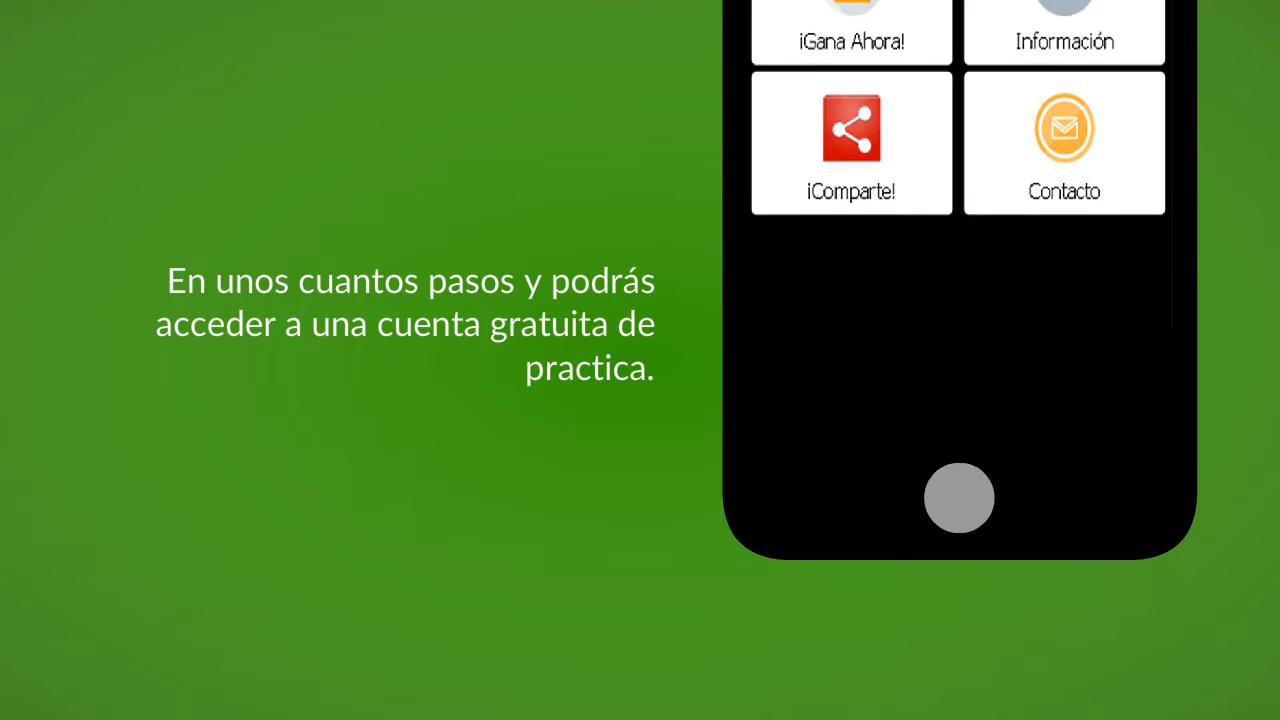 ¡Gana Ahora!
Información
¡Comparte!
Contacto
En unos cuantos pasos y podrás
acceder a una cuenta gratuita de
practica.